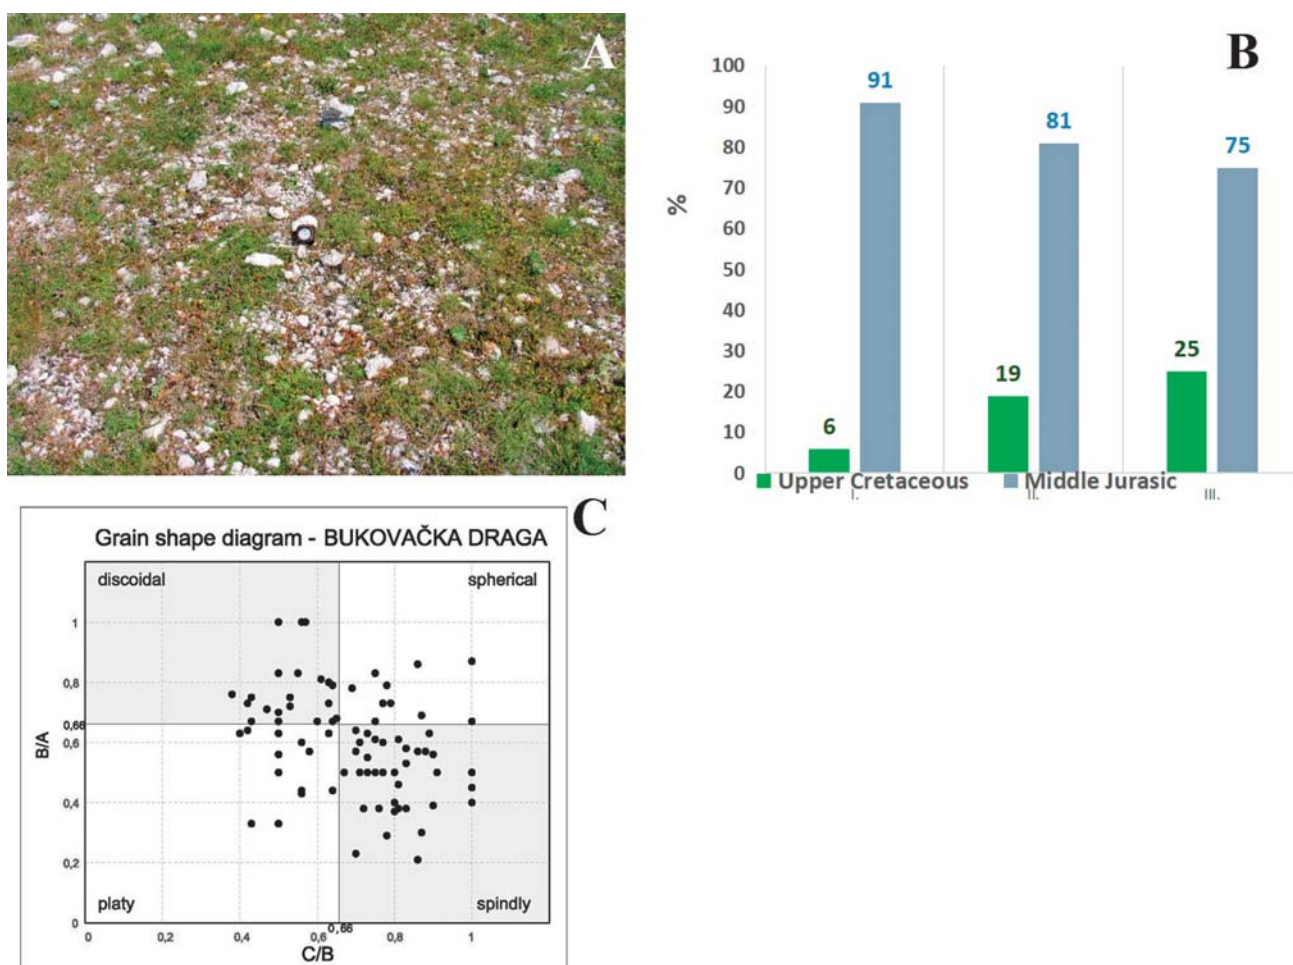 A
B
100
90
80
70
60
50
40
30
20
10
0
%
91
81
75
6
19
25
Upper Cretaceous
Middle Jurasic
I.
II.
III.
C
Grain shape diagram - BUKOVAČKA DRAGA
discoidal
spherical
1
0,8
0,66
0,6
0,4
0,2
0
B/A
platy
spindly
0
0,2
0,4
0,6
0,66
0,8
1
C/B